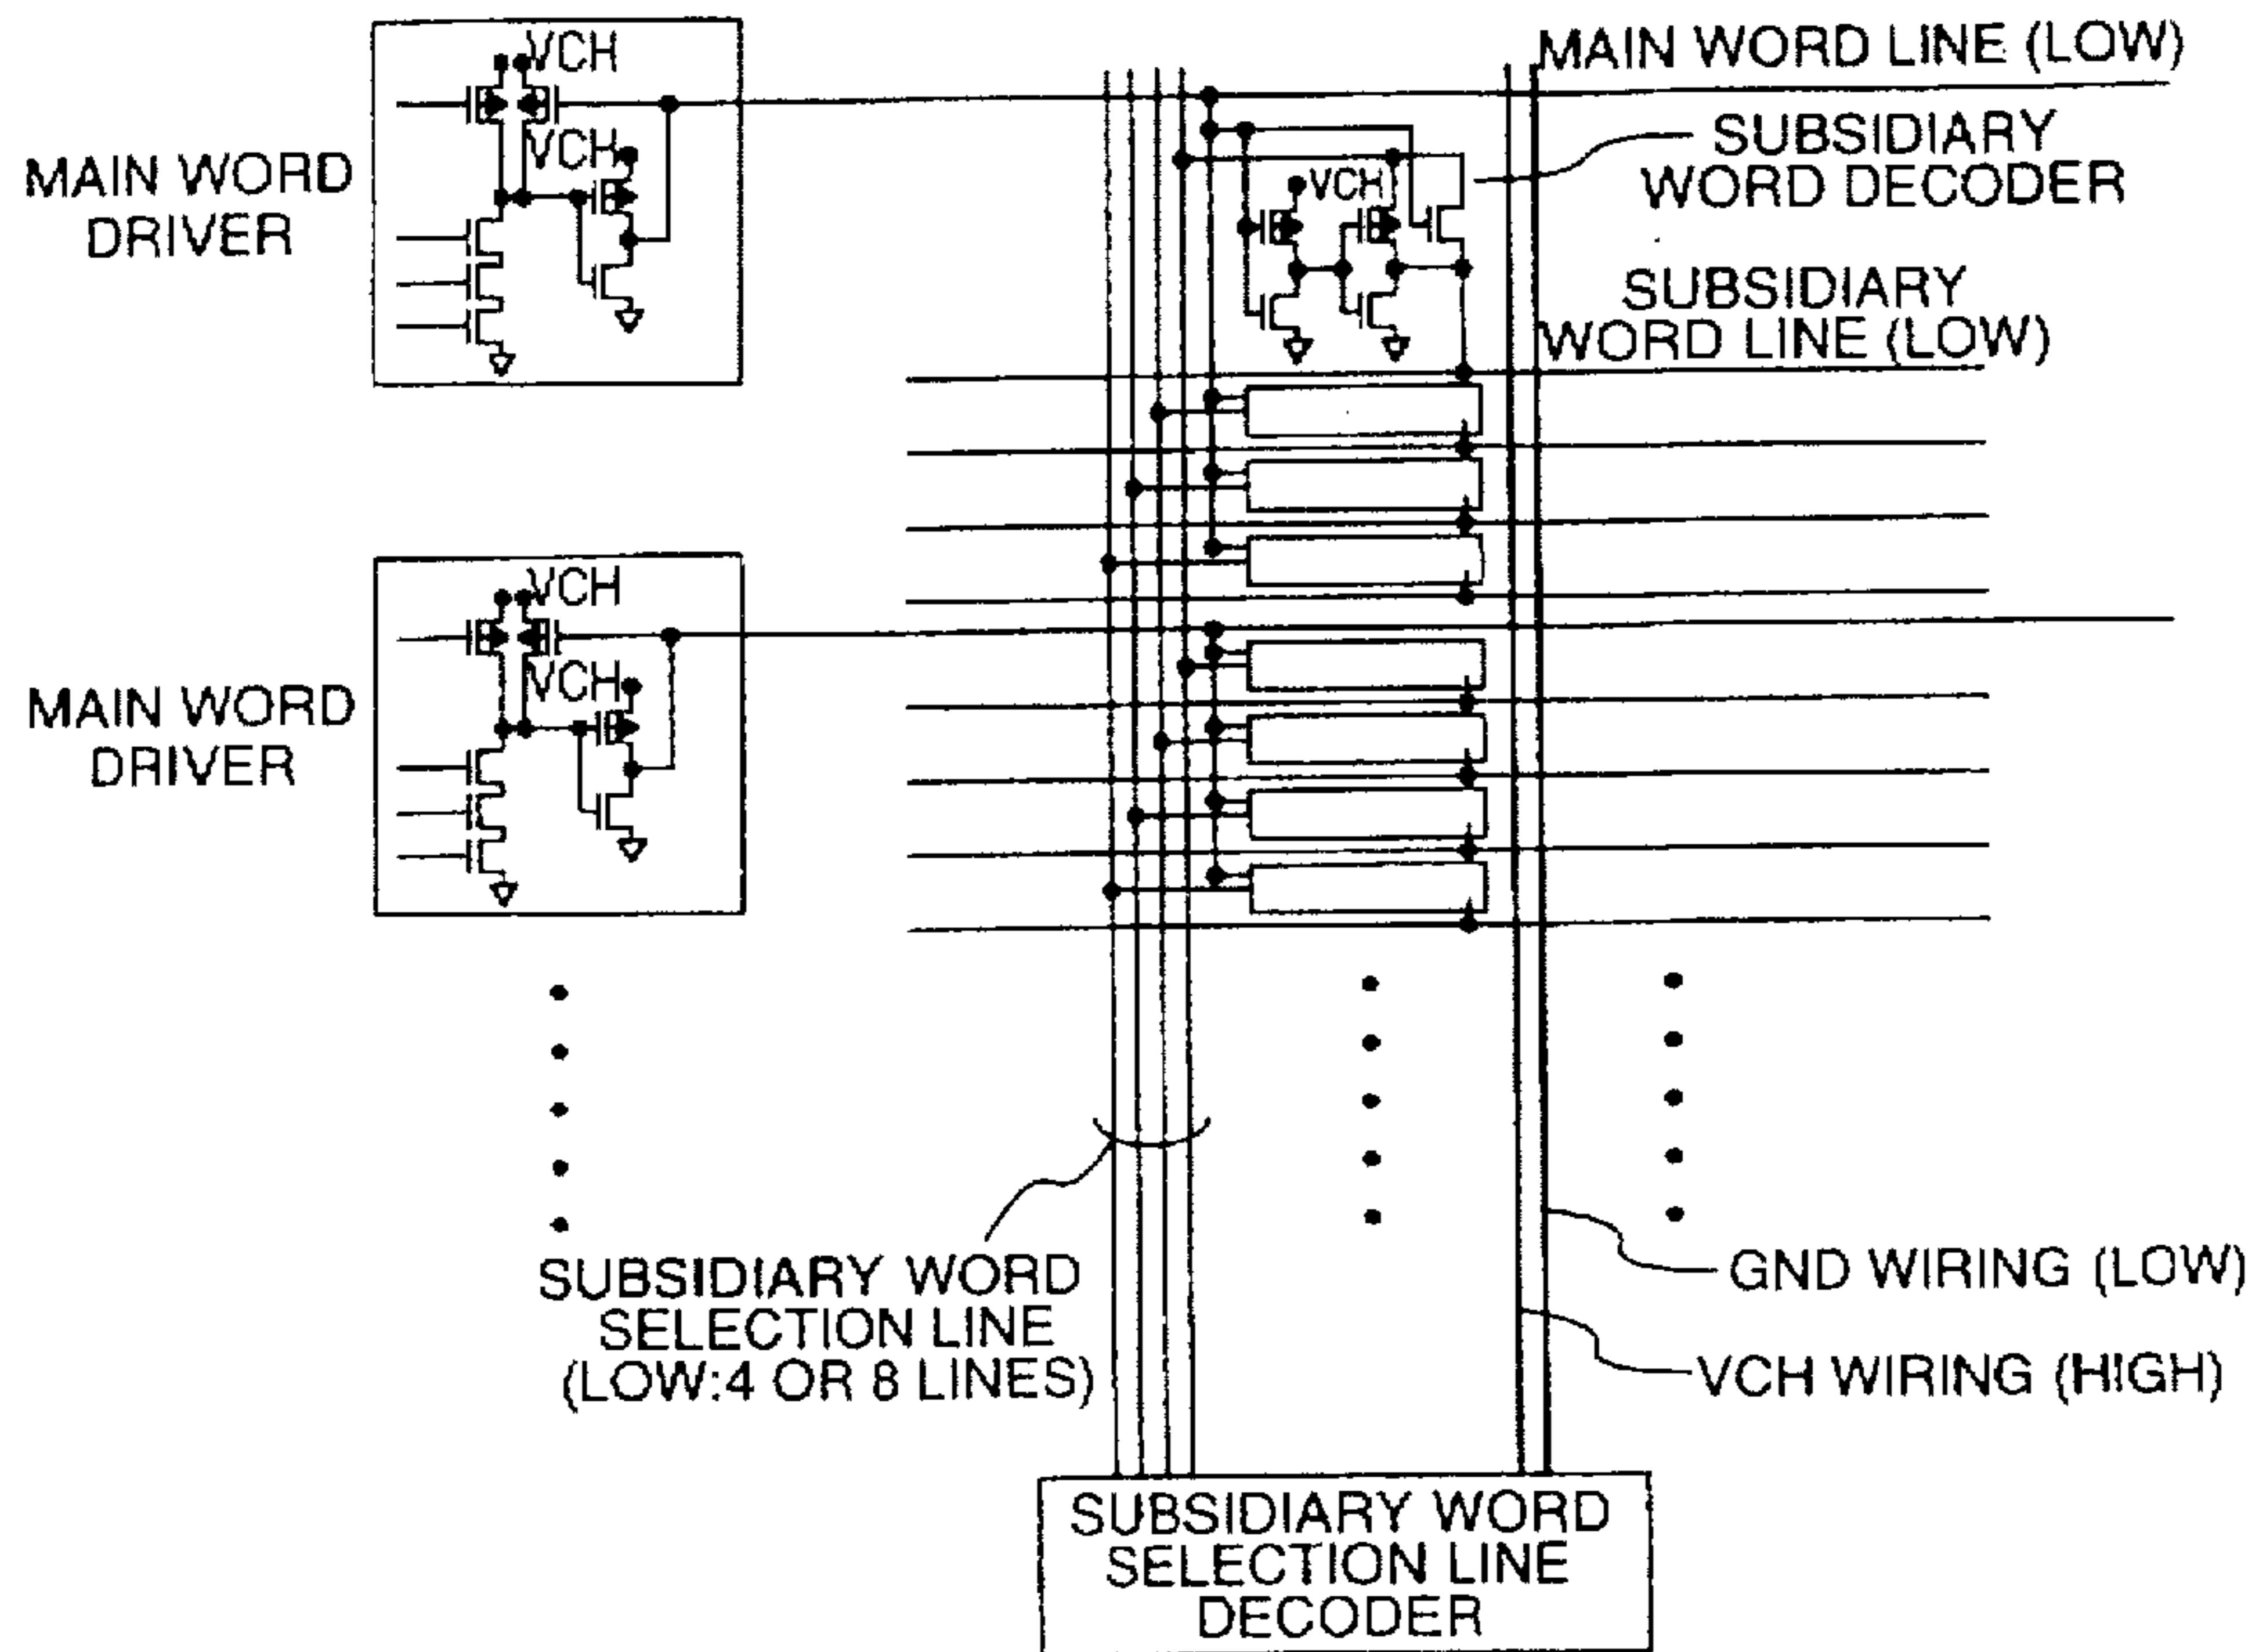 VCH
MAIN WORD LINE (LOW)
VCH
MAIN WORD
DRIVER
SUBSIDIARY
WORD DECODER
VCH
SUBSIDIARY
WORD LINE (LOW)
VCH
VCH
MAIN WORD
DRIVER
SUBSIDIARY WORD
SELECTION LINE
(LOW:4 OR 8 LINES)
GND WIRING (LOW)
VCH WIRING (HIGH)
SUBSIDIARY WORD
SELECTION LINE
DECODER